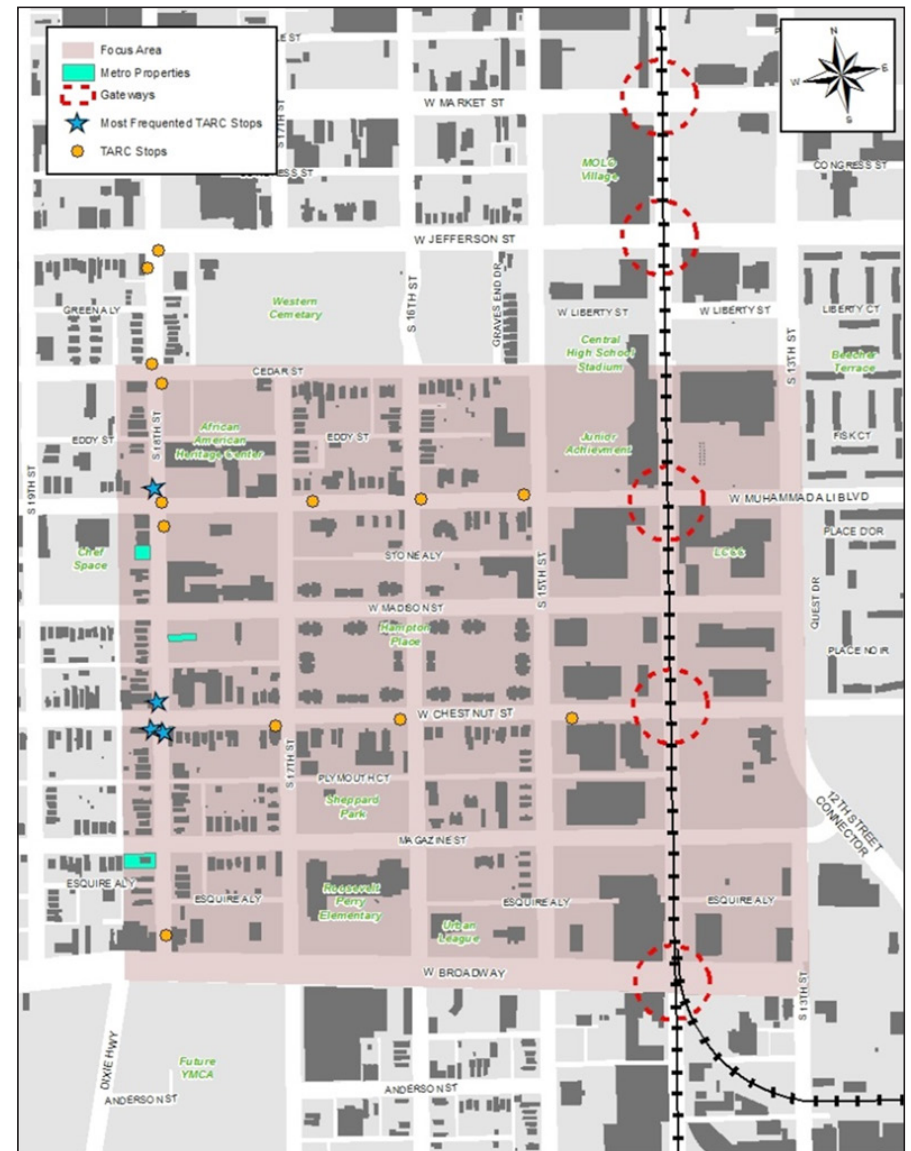 Focus Area
Metro Properties
Gateways
Most Frequented TARC Stops
TARC Stops
N
W
E
S
E ST
S 17TH ST
W MARKET ST
ESS ST
MOLO
Village
CONGRESS ST
W JEFFERSON ST
GREEN ALY
Western
Cemetery
S 16TH ST
GRAVES END DR
W LIBERTY ST
W LIBERTY ST
LIBERTY CT
Central
High School
Stadium
S 13TH ST
Beecher
Terrace
CEDAR ST
S 18TH ST
EDDY ST
African
American
Heritage Center
EDDY ST
Junior
Achievment
FISK CT
S 19TH ST
W MUHAMMAD ALI BLVD
PLACE D'OR
Chef
Space
STONE ALY
S 15TH ST
LCCC
W MADISON ST
QUEST DR
Hampton
Place
PLACE NOIR
W CHESTNUT ST
S 17TH ST
PLYMOUTH CT
Sheppard
Park
12TH STREET
CONNECTOR
MAGAZINE ST
ESQUIRE ALY
ESQUIRE ALY
Roosevelt
Perry
Elementary
ESQUIRE ALY
ESQUIRE ALY
Urban
League
W BROADWAY
S 13TH ST
DIXIE HWY
Future
YMCA
ANDERSON ST
ANDERSON ST